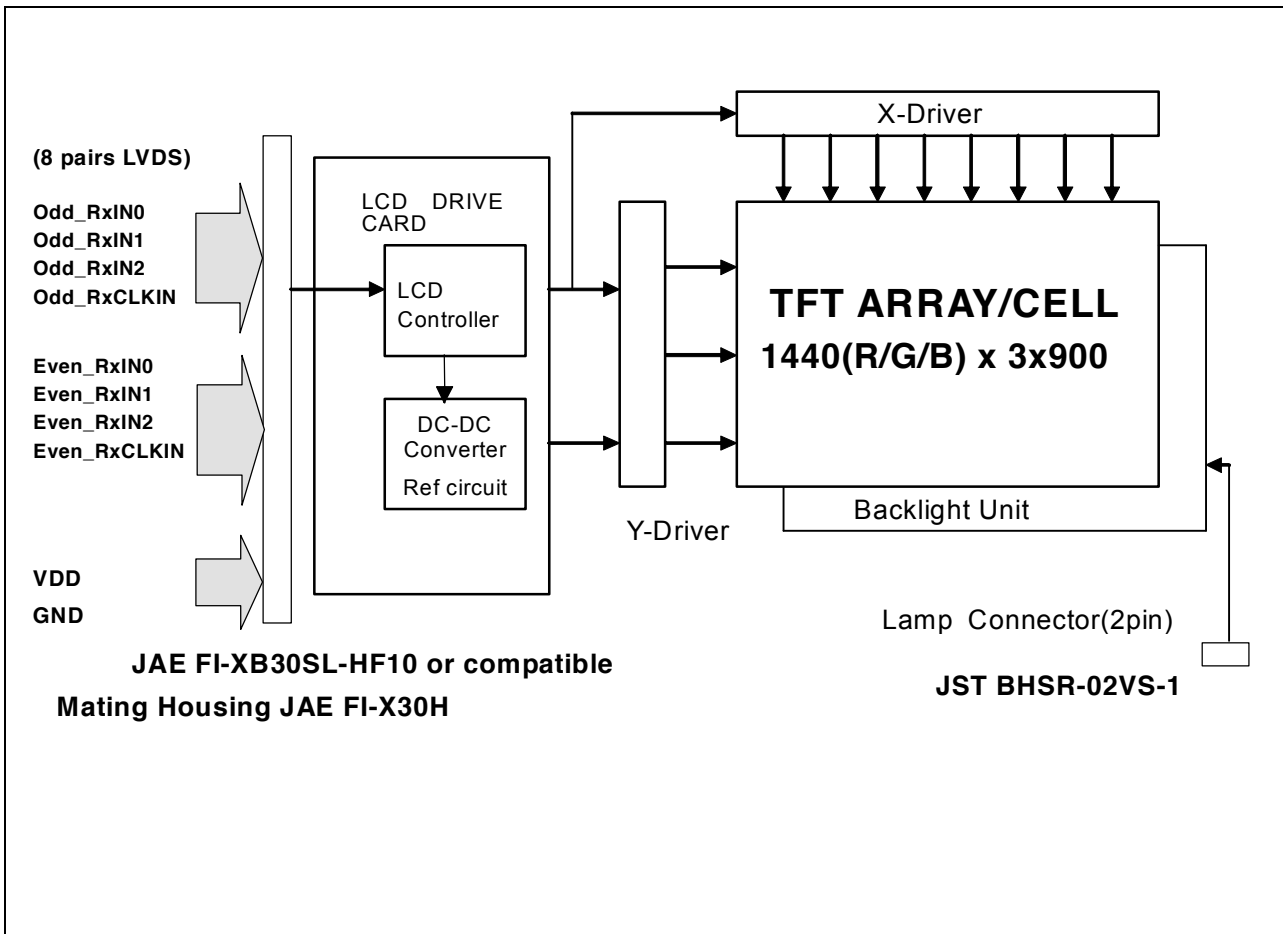 X-Driver
(8 pairs LVDS)
Odd_RxIN0
Odd_RxIN1
Odd_RxIN2
Odd_RxCLKIN
Even_RxIN0
Even_RxIN1
Even_RxIN2
Even_RxCLKIN
VDD
GND
LCD DRIVE
CARD
LCD
Controller
DC-DC
Converter
Ref circuit
Y-Driver
TFT ARRAY/CELL
1440(R/G/B) x 3x900
Backlight Unit
Lamp Connector(2pin)
JST BHSR-02VS-1
JAE FI-XB30SL-HF10 or compatible
Mating Housing JAE FI-X30H